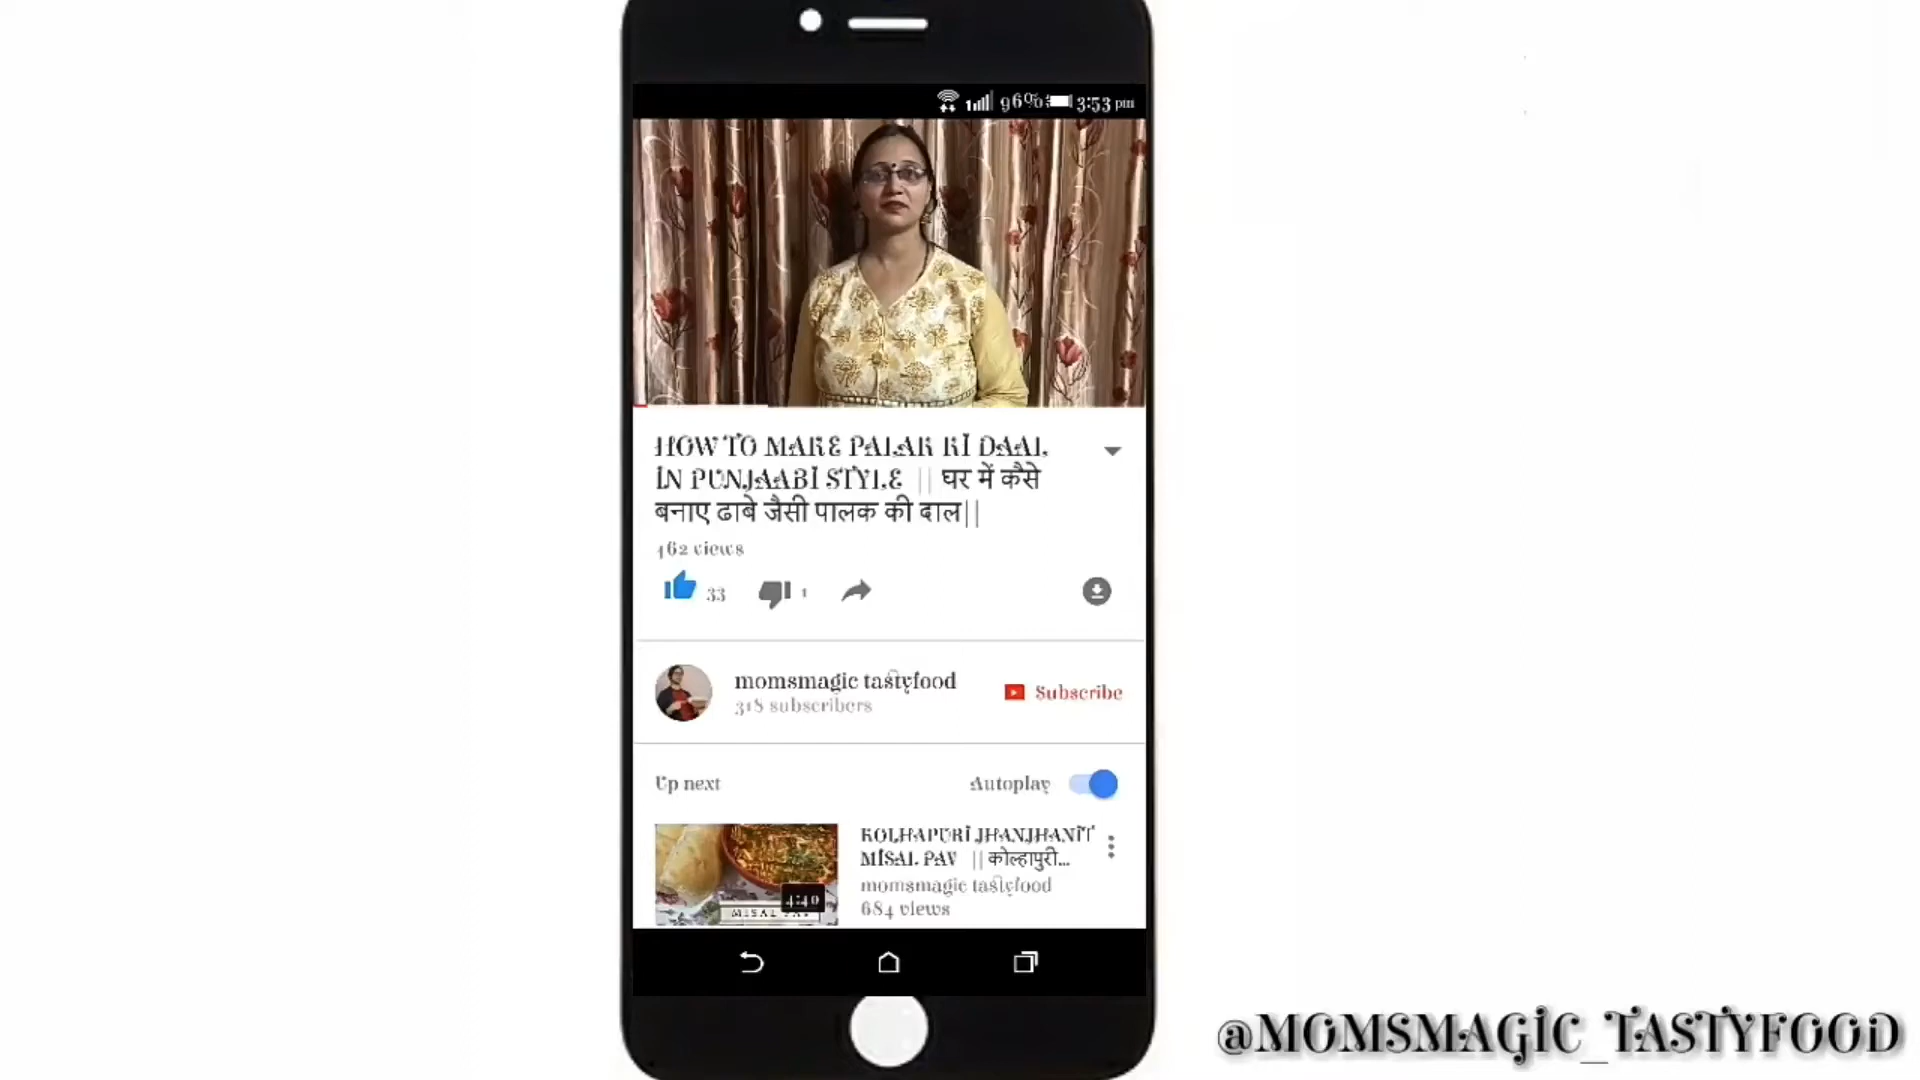 96% 3:53 pm
HOW TO MAKE PALAK KI DAAL
IN PUNJAABI STYLE || घर में कैसे
बनाए ढाबे जैसी पालक की दाल||
462 views
33 1
momsmagic tastyfood
318 subscribers
Subscribe
Up next
Autoplay
KOLHAPURI JHANJHANIT
MISAL PAV || कोल्हापुरी...
momsmagic tastyfood
684 views
4:40
MISAL PAV
@MOMSMAGIC_TASTYFOOD